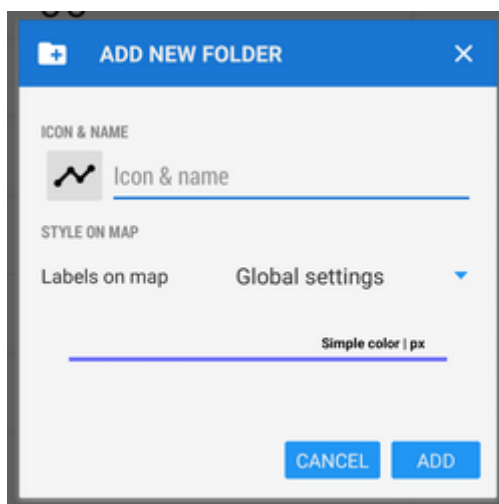 ADD NEW FOLDER
ICON & NAME
Icon & name
STYLE ON MAP
Labels on map Global settings
Simple color | px
CANCEL ADD